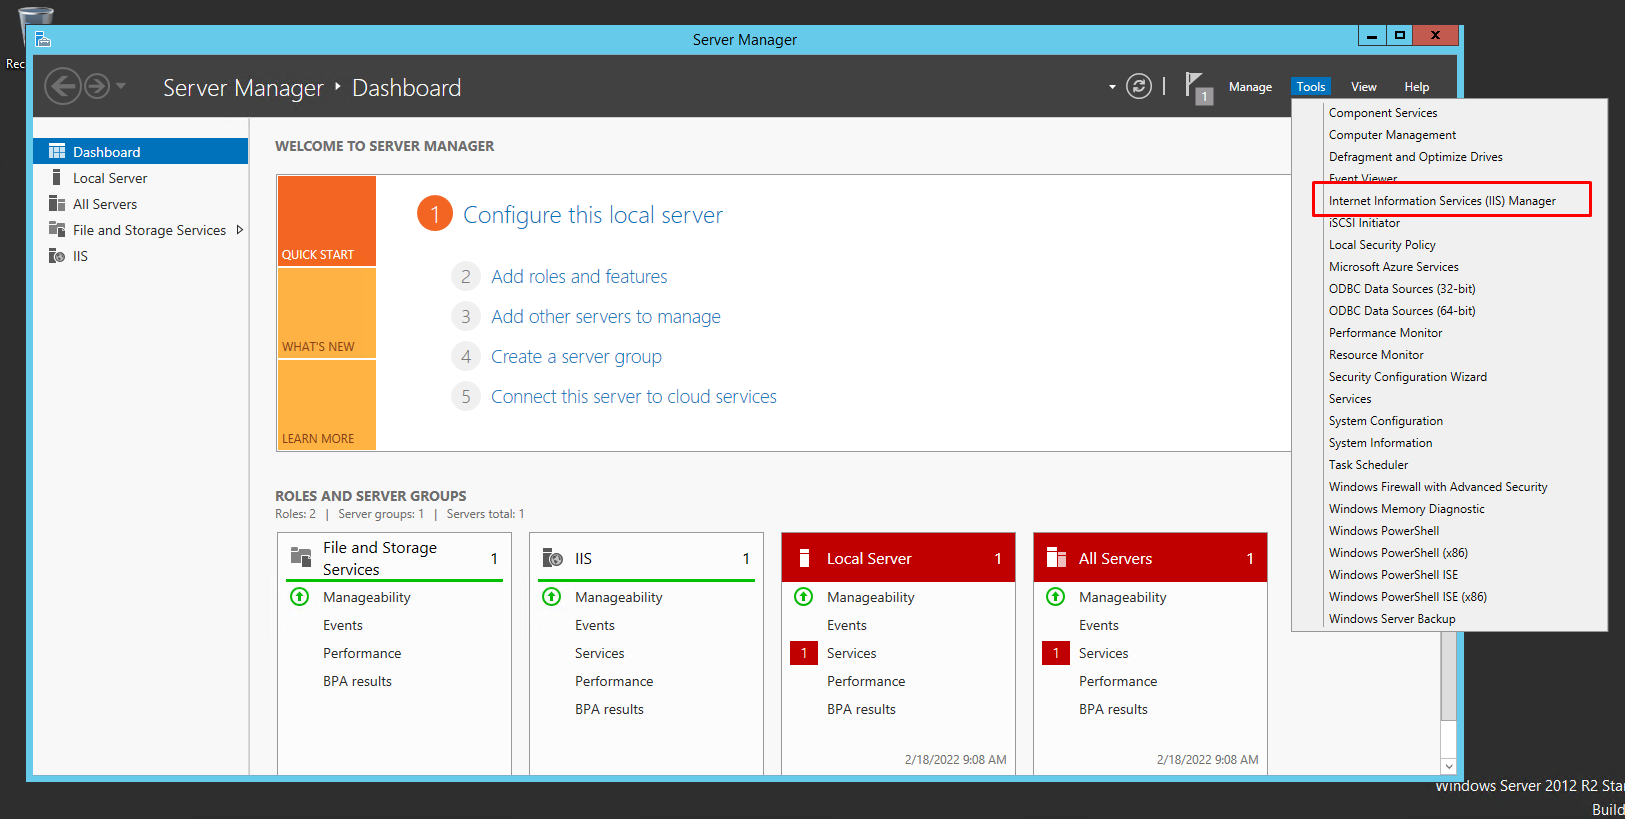 Rec
Server Manager
Server Manager
Dashboard
1
Manage
Tools
View
Help
Component Services
Computer Management
Defragment and Optimize Drives
Event Viewer
Internet Information Services (IIS) Manager
iSCSI Initiator
Local Security Policy
Microsoft Azure Services
ODBC Data Sources (32-bit)
ODBC Data Sources (64-bit)
Performance Monitor
Resource Monitor
Security Configuration Wizard
Services
System Configuration
System Information
Task Scheduler
Windows Firewall with Advanced Security
Windows Memory Diagnostic
Windows PowerShell
Windows PowerShell (x86)
Windows PowerShell ISE
Windows PowerShell ISE (x86)
Windows Server Backup
Dashboard
Local Server
All Servers
File and Storage Services
IIS
WELCOME TO SERVER MANAGER
QUICK START
WHAT'S NEW
LEARN MORE
1 Configure this local server
2 Add roles and features
3 Add other servers to manage
4 Create a server group
5 Connect this server to cloud services
ROLES AND SERVER GROUPS
Roles: 2 | Server groups: 1 | Servers total: 1
File and Storage
Services
1
Manageability
Events
Performance
BPA results
IIS 1
Manageability
Events
Services
Performance
BPA results
Local Server 1
Manageability
Events
1 Services
Performance
BPA results
2/18/2022 9:08 AM
All Servers 1
Manageability
Events
1 Services
Performance
BPA results
2/18/2022 9:08 AM
Windows Server 2012 R2 Star
Build